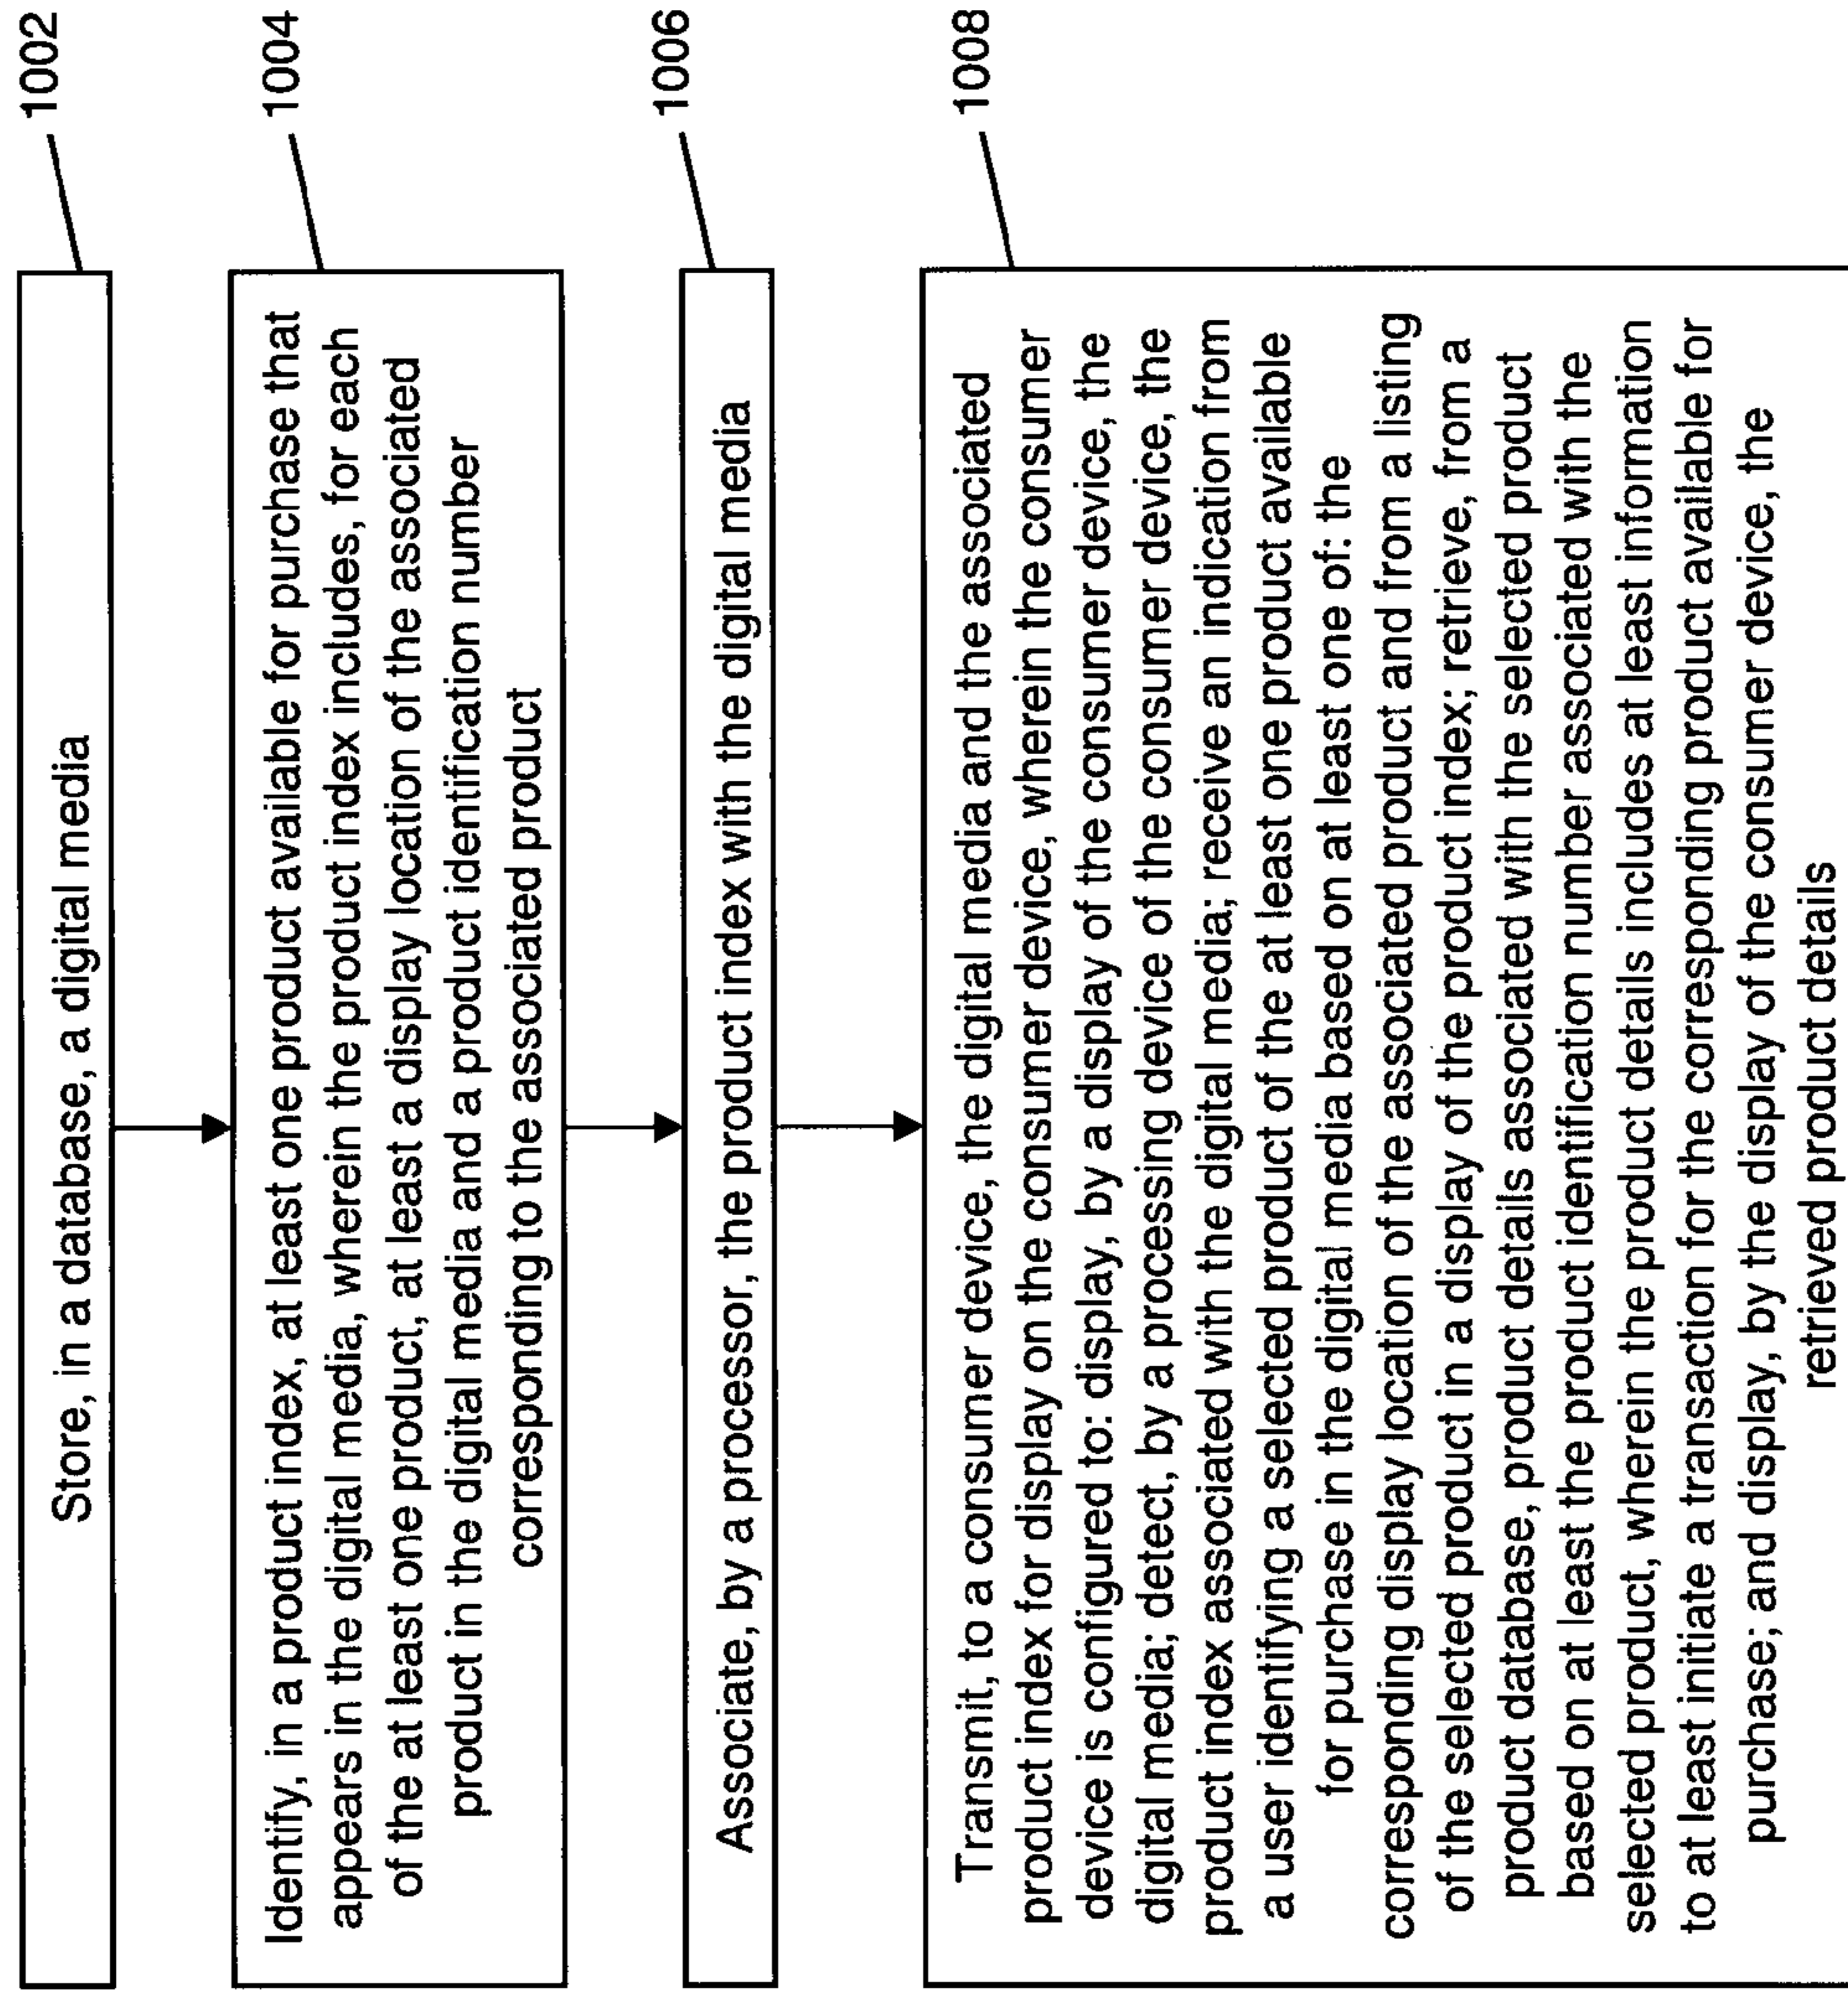 1002
Store, in a database, a digital media
1004
Identify, in a product index, at least one product available for purchase that
appears in the digital media, wherein the product index includes, for each
of the at least one product, at least a display location of the associated
product in the digital media and a product identification number
corresponding to the associated product
1006
Associate, by a processor, the product index with the digital media
1008
Transmit, to a consumer device, the digital media and the associated
product index for display on the consumer device, wherein the consumer
device is configured to: display, by a display of the consumer device, the
digital media; detect, by a processing device of the consumer device, the
product index associated with the digital media; receive an indication from
a user identifying a selected product of the at least one product available
for purchase in the digital media based on at least one of: the
corresponding display location of the associated product and from a listing
of the selected product in a display of the product index; retrieve, from a
product database, product details associated with the selected product
based on at least the product identification number associated with the
selected product, wherein the product details includes at least information
to at least initiate a transaction for the corresponding product available for
purchase; and display, by the display of the consumer device, the
retrieved product details